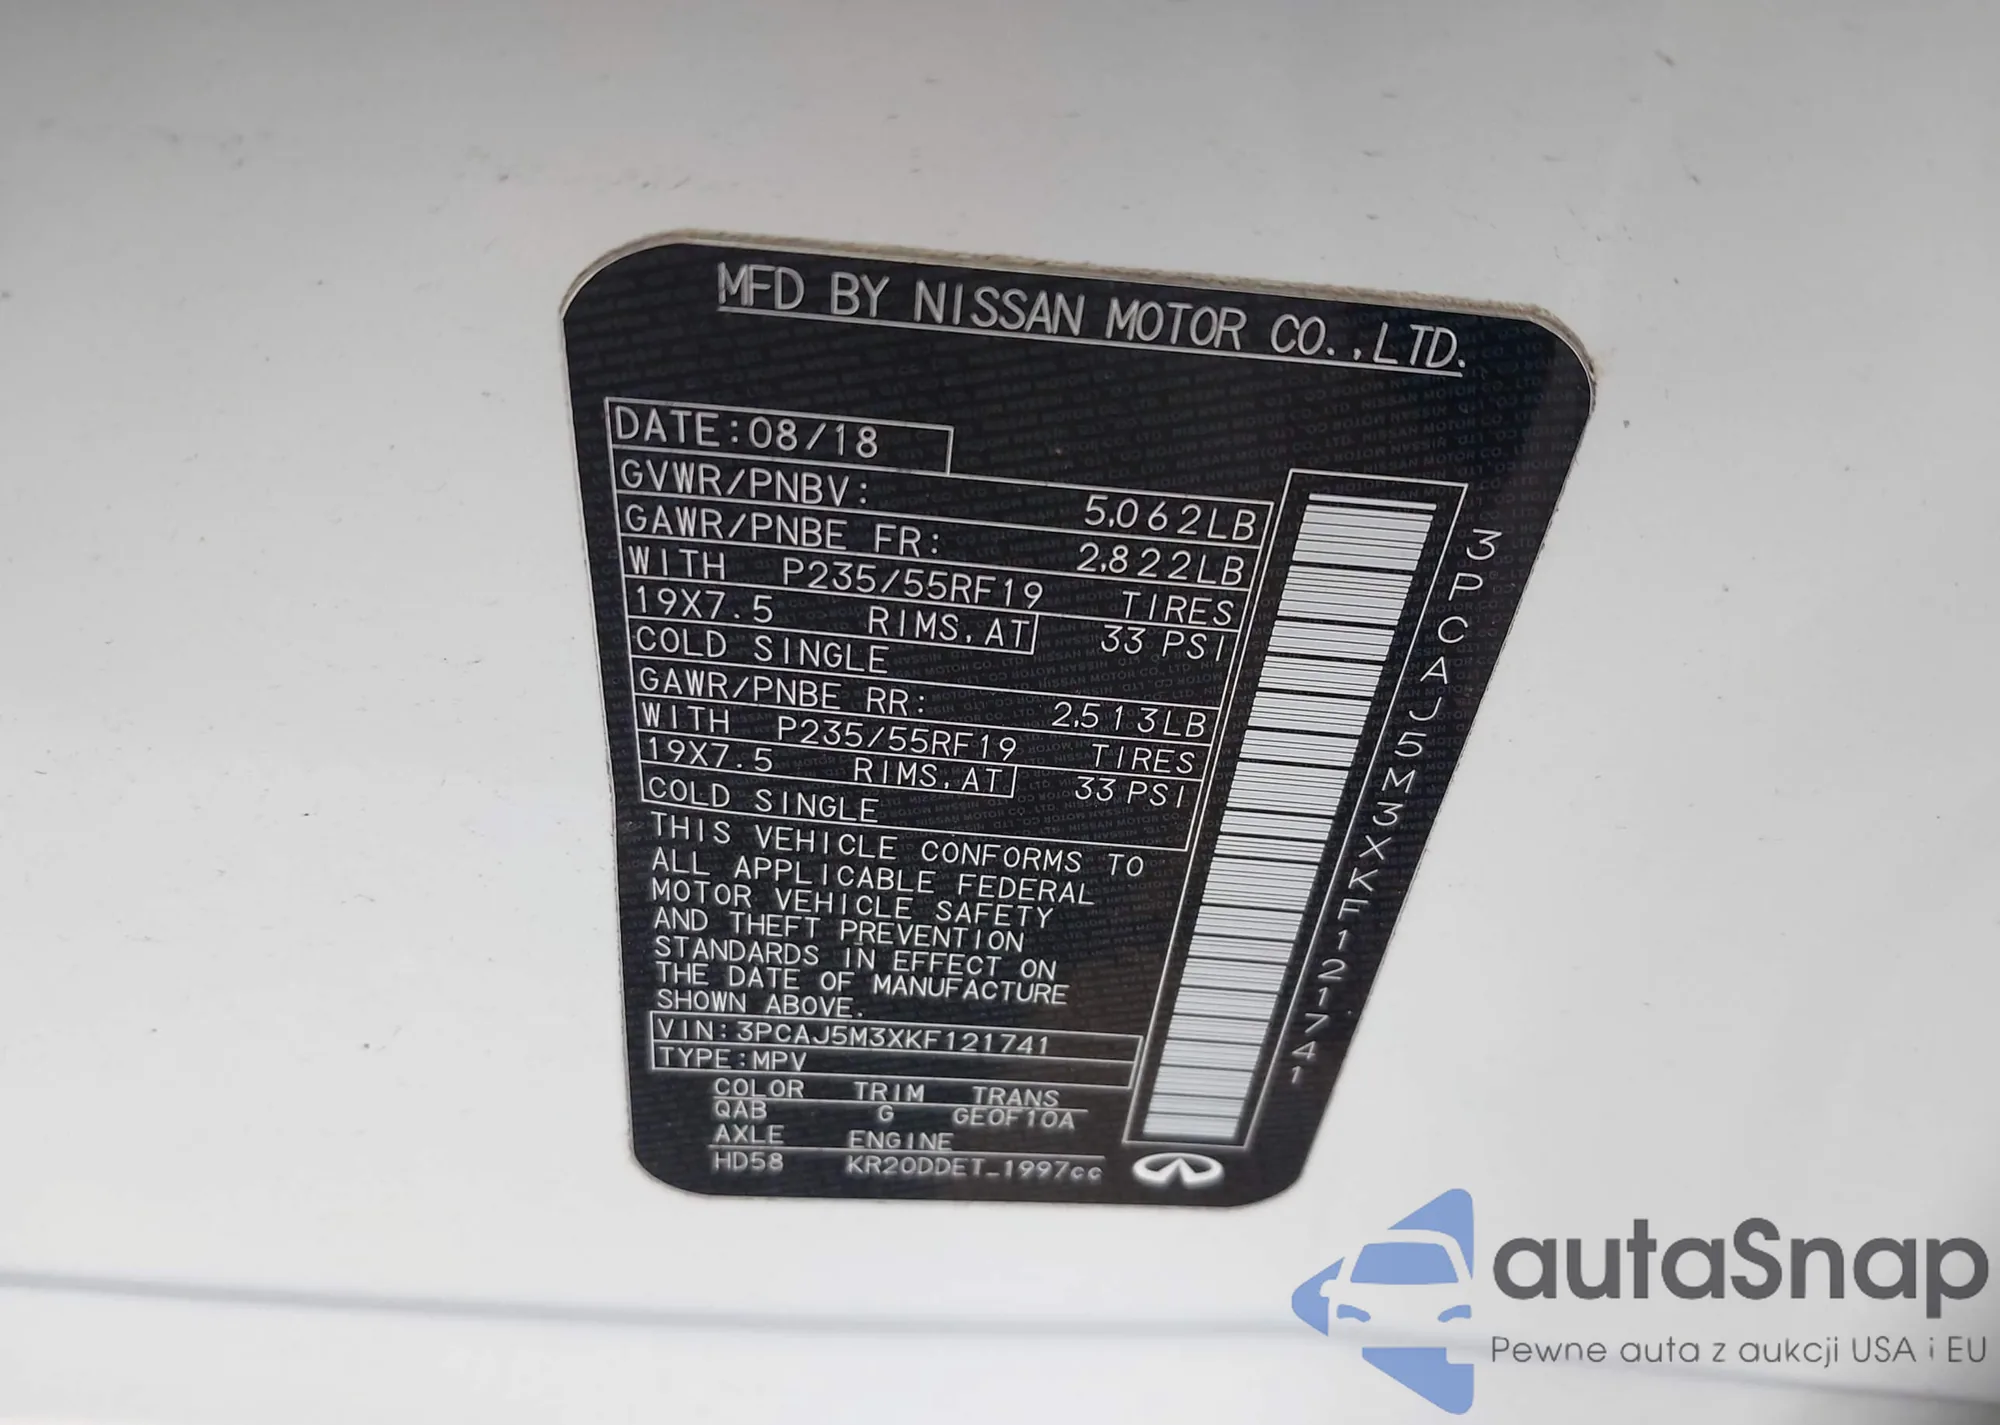 MFD BY NISSAN MOTOR CO.,LTD.
DATE:08/18
GVWR/PNBV: 5,062LB
GAWR/PNBE FR: 2,822LB
WITH P235/55RF19 TIRES
19X7.5 RIMS,AT 33 PSI
COLD SINGLE
GAWR/PNBE RR: 2,513LB
WITH P235/55RF19 TIRES
19X7.5 RIMS,AT 33 PSI
COLD SINGLE
THIS VEHICLE CONFORMS TO
ALL APPLICABLE FEDERAL
MOTOR VEHICLE SAFETY
AND THEFT PREVENTION
STANDARDS IN EFFECT ON
THE DATE OF MANUFACTURE
SHOWN ABOVE.
VIN:3PCAJ5M3XKF121741
TYPE:MPV
COLOR TRIM TRANS
QAB G GE0F10A
AXLE ENGINE
HD58 KR20DDET_1997cc
3PCAJ5M3XKF121741
autaSnap
Pewne auta z aukcji USA i EU